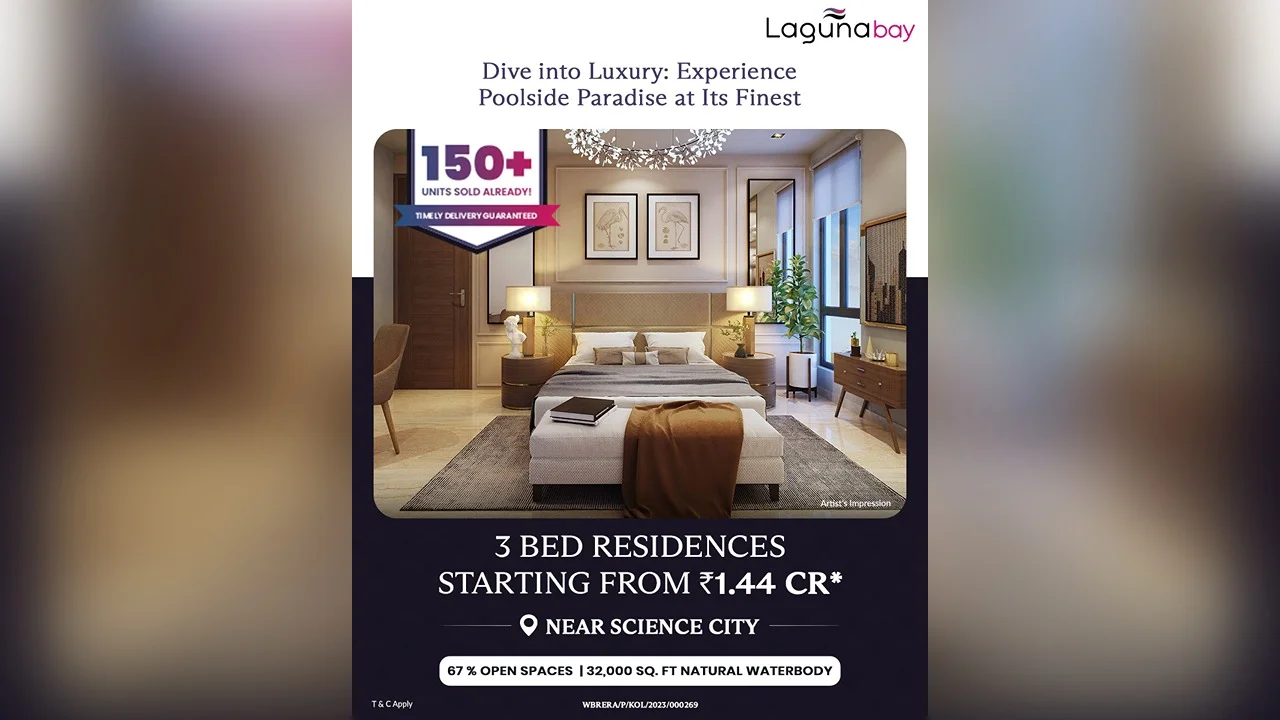 Lagunabay
Dive into Luxury: Experience
Poolside Paradise at Its Finest
150+
UNITS SOLD ALREADY!
TIMELY DELIVERY GUARANTEED
Artist's Impression
3 BED RESIDENCES
STARTING FROM ₹1.44 CR*
NEAR SCIENCE CITY
67 % OPEN SPACES | 32,000 SQ. FT NATURAL WATERBODY
T & C Apply
WBRERA/P/KOL/2023/000269